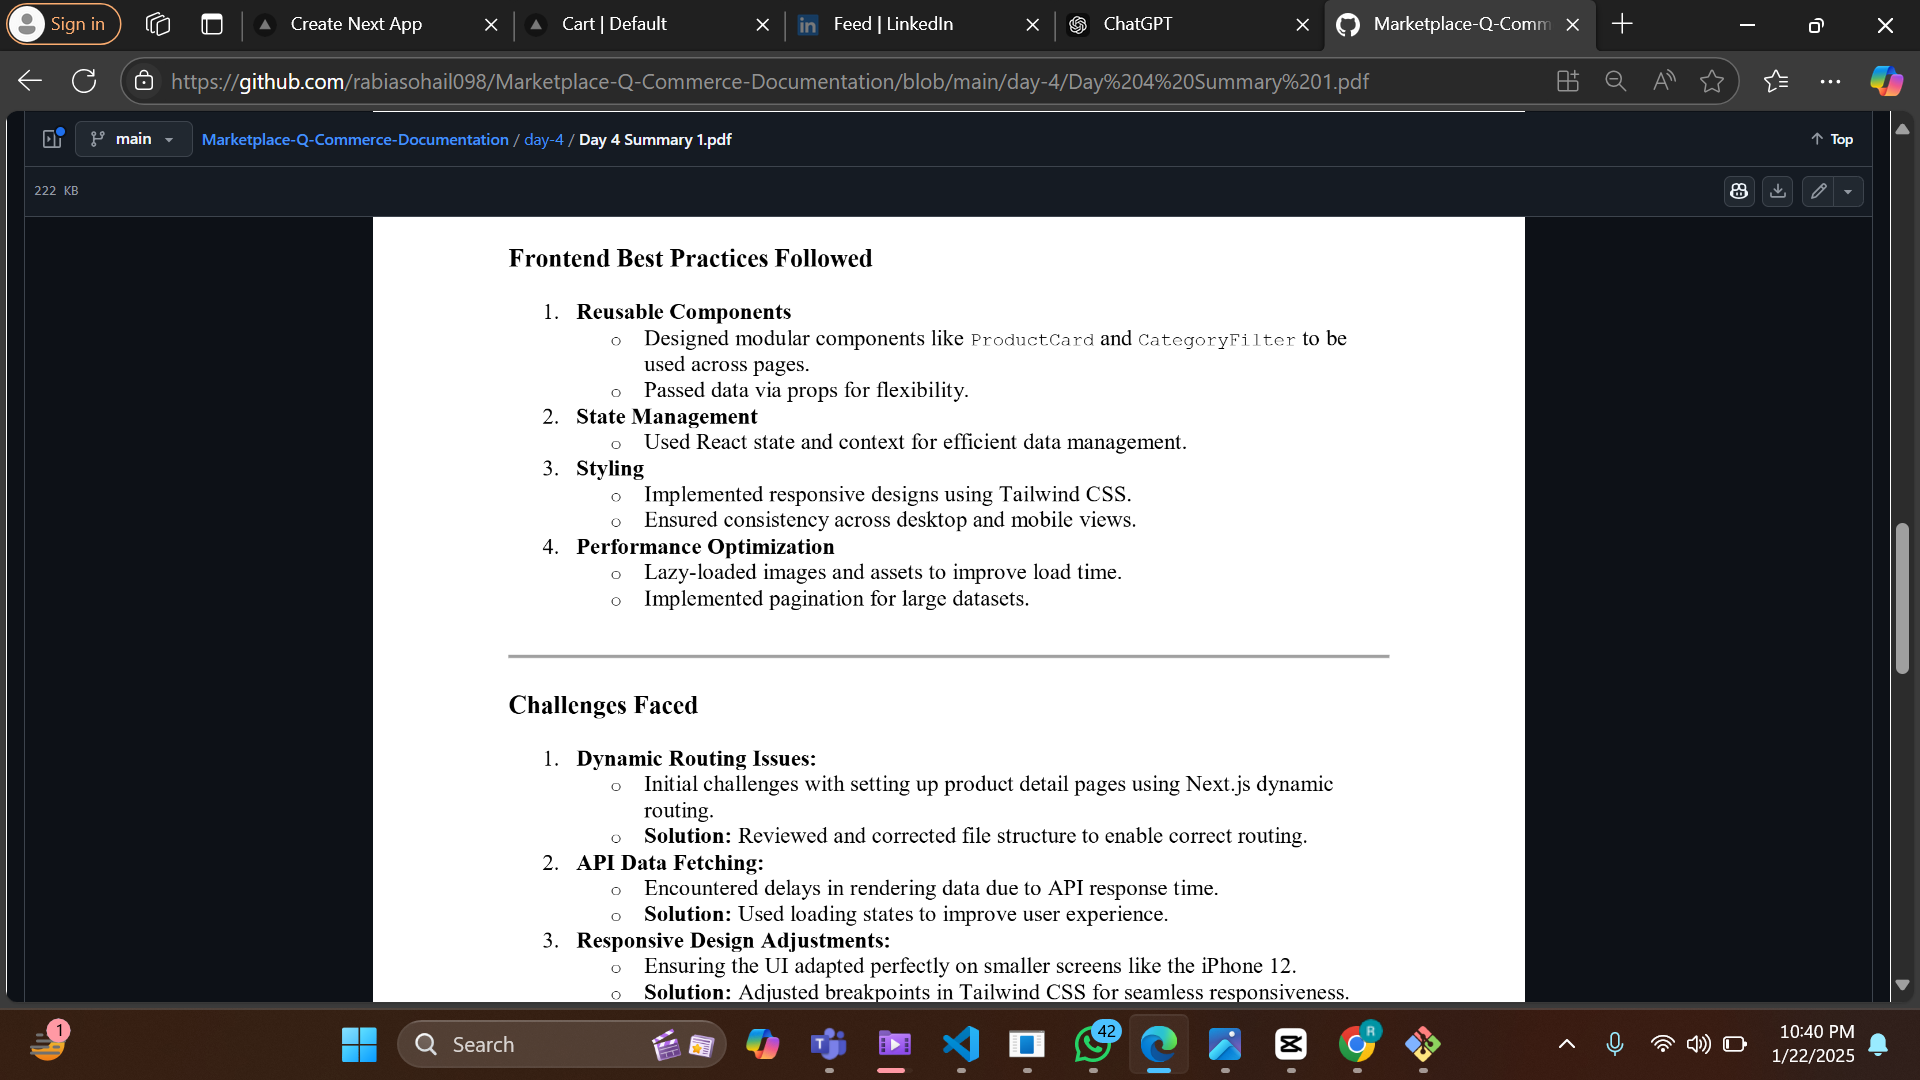 Sign in
Create Next App
Cart | Default
Feed | LinkedIn
ChatGPT
Marketplace-Q-Comm
https://github.com/rabiasohail098/Marketplace-Q-Commerce-Documentation/blob/main/day-4/Day%204%20Summary%201.pdf
main
Marketplace-Q-Commerce-Documentation / day-4 / Day 4 Summary 1.pdf
Top
222 KB
Frontend Best Practices Followed
1. Reusable Components
o Designed modular components like ProductCard and CategoryFilter to be
used across pages.
o Passed data via props for flexibility.
2. State Management
o Used React state and context for efficient data management.
3. Styling
o Implemented responsive designs using Tailwind CSS.
o Ensured consistency across desktop and mobile views.
4. Performance Optimization
o Lazy-loaded images and assets to improve load time.
o Implemented pagination for large datasets.
Challenges Faced
1. Dynamic Routing Issues:
o Initial challenges with setting up product detail pages using Next.js dynamic
routing.
o Solution: Reviewed and corrected file structure to enable correct routing.
2. API Data Fetching:
o Encountered delays in rendering data due to API response time.
o Solution: Used loading states to improve user experience.
3. Responsive Design Adjustments:
o Ensuring the UI adapted perfectly on smaller screens like the iPhone 12.
o Solution: Adjusted breakpoints in Tailwind CSS for seamless responsiveness.
1
Search
42
R
10:40 PM
1/22/2025